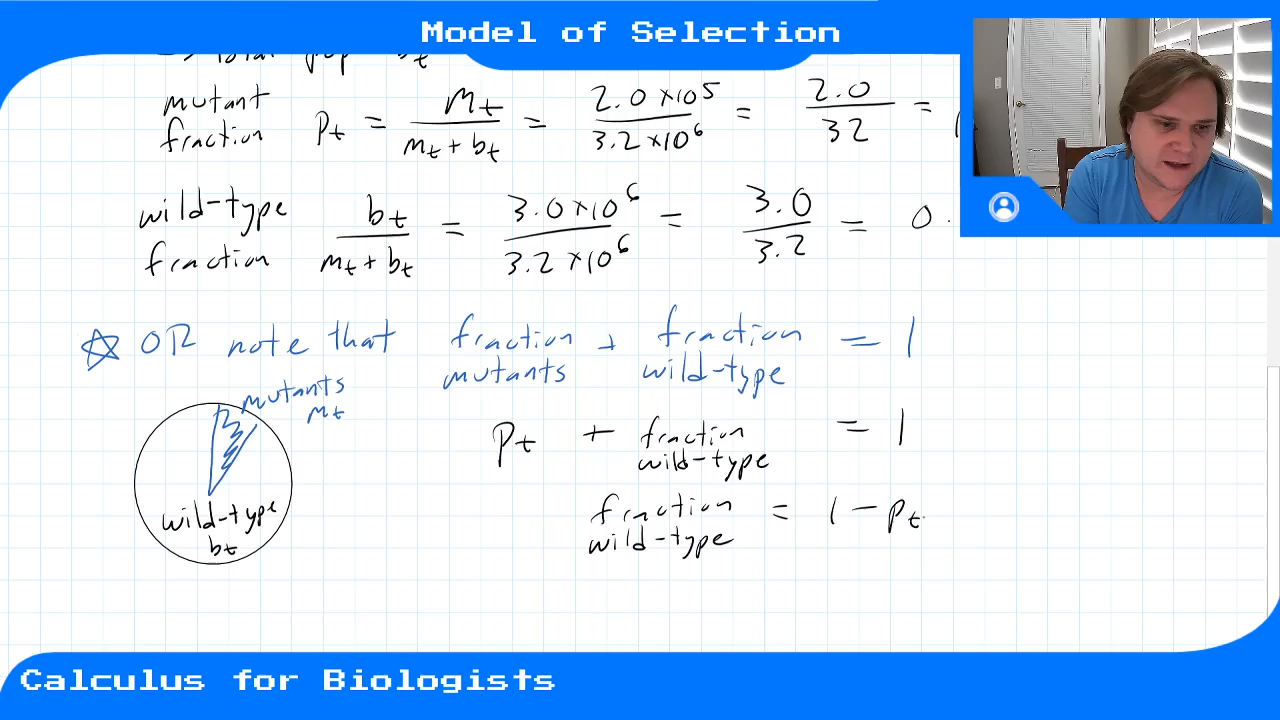 Model of Selection
→ total pop b_t
mutant
fraction p_t = m_t / (m_t + b_t) = 2.0 × 10^5 / 3.2 × 10^6 = 2.0 / 32 =
wild-type
fraction b_t / (m_t + b_t) = 3.0 × 10^6 / 3.2 × 10^6 = 3.0 / 3.2 = 0.
☆ OR note that fraction mutants + fraction wild-type = 1
mutants
m_t
wild-type
b_t
p_t + fraction wild-type = 1
fraction wild-type = 1 - p_t
Calculus for Biologists